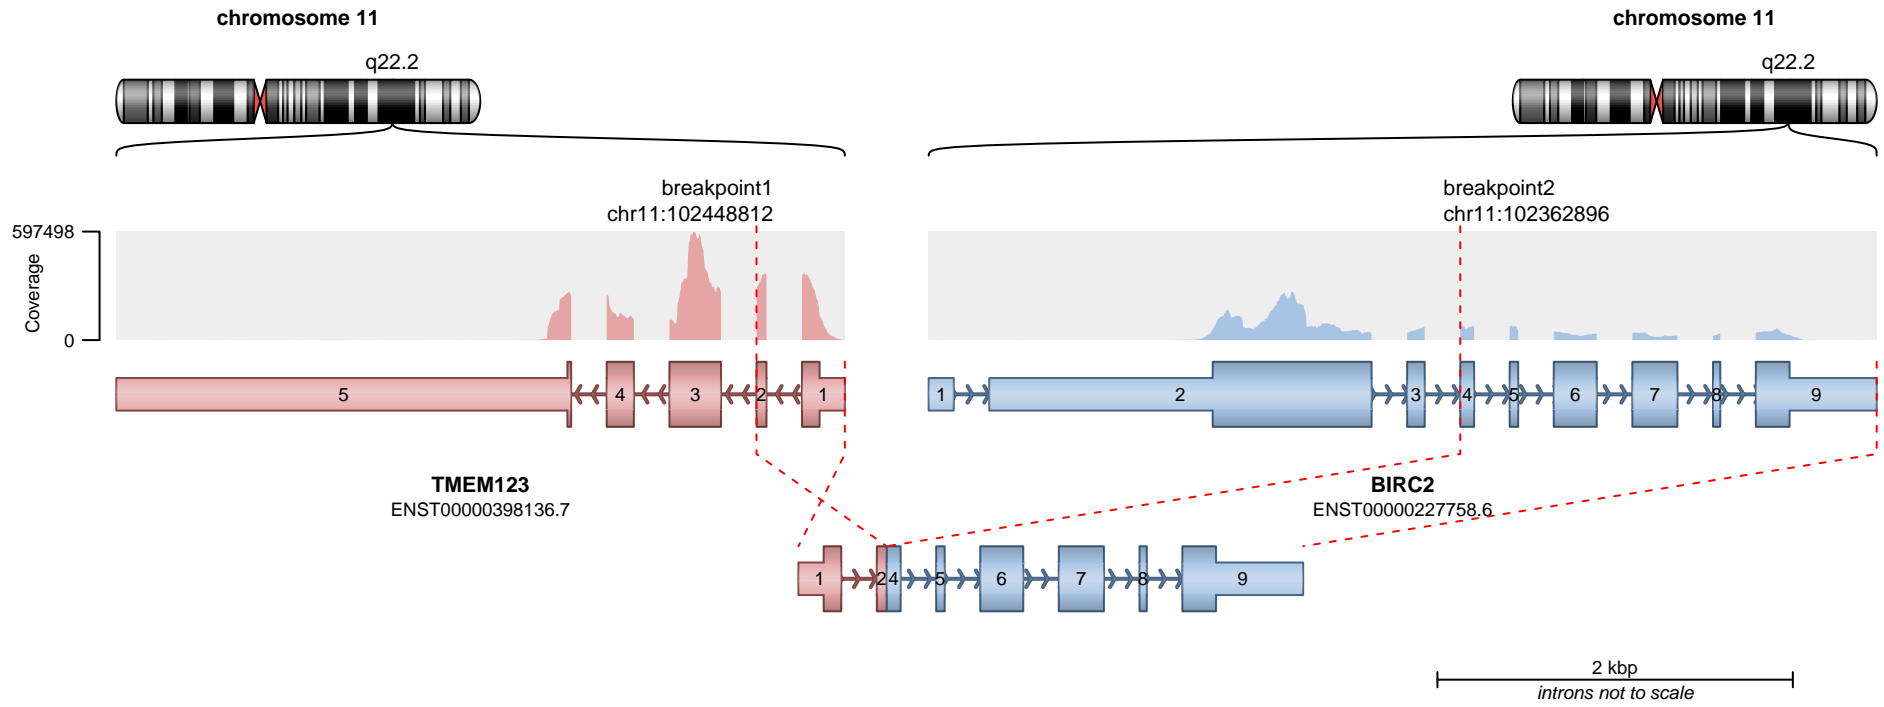 chromosome 11
chromosome 11
q22.2
q22.2
breakpoint1
chr11:102448812
breakpoint2
chr11:102362896
597498
Coverage
0
5 4 3 2 1
1 2 3 4 5 6 7 8 9
TMEM123
ENST00000398136.7
BIRC2
ENST00000227758.6
1 2 4 5 6 7 8 9
2 kbp
introns not to scale